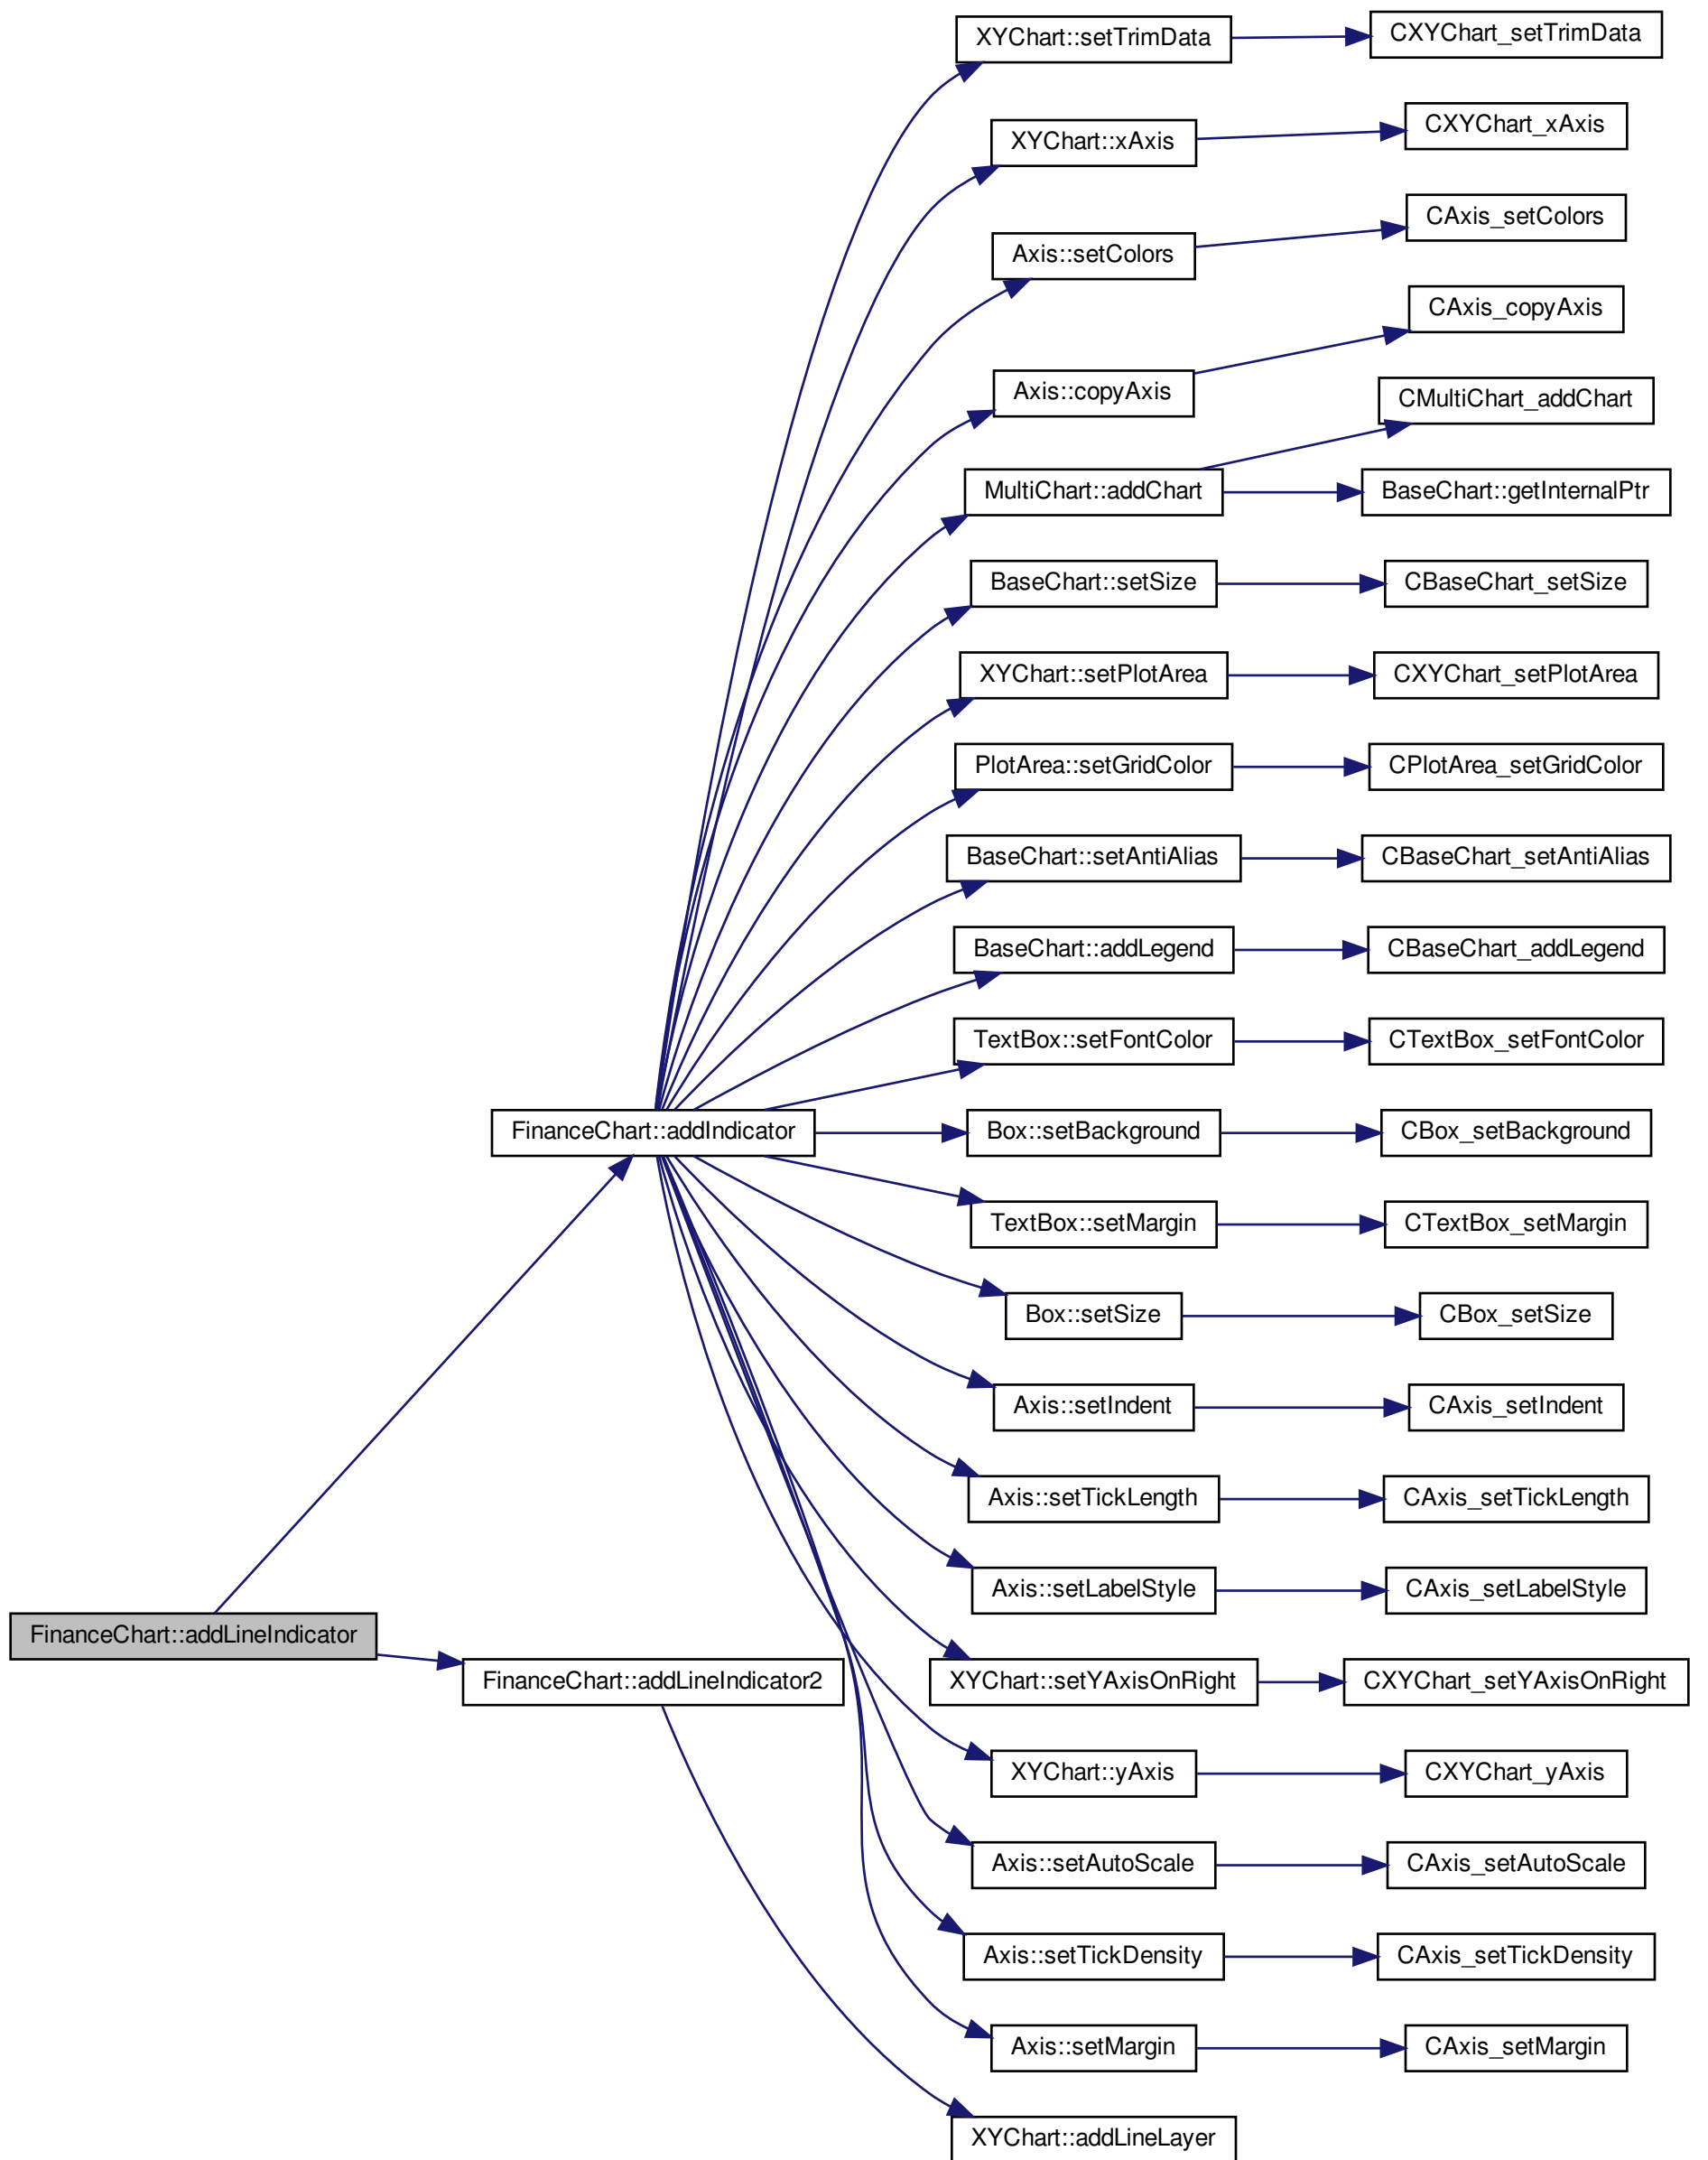 XYChart::setTrimData
CXYChart_setTrimData
XYChart::xAxis
CXYChart_xAxis
Axis::setColors
CAxis_setColors
Axis::copyAxis
CAxis_copyAxis
MultiChart::addChart
CMultiChart_addChart
BaseChart::getInternalPtr
BaseChart::setSize
CBaseChart_setSize
XYChart::setPlotArea
CXYChart_setPlotArea
PlotArea::setGridColor
CPlotArea_setGridColor
BaseChart::setAntiAlias
CBaseChart_setAntiAlias
BaseChart::addLegend
CBaseChart_addLegend
TextBox::setFontColor
CTextBox_setFontColor
FinanceChart::addIndicator
Box::setBackground
CBox_setBackground
TextBox::setMargin
CTextBox_setMargin
Box::setSize
CBox_setSize
Axis::setIndent
CAxis_setIndent
Axis::setTickLength
CAxis_setTickLength
Axis::setLabelStyle
CAxis_setLabelStyle
FinanceChart::addLineIndicator
FinanceChart::addLineIndicator2
XYChart::setYAxisOnRight
CXYChart_setYAxisOnRight
XYChart::yAxis
CXYChart_yAxis
Axis::setAutoScale
CAxis_setAutoScale
Axis::setTickDensity
CAxis_setTickDensity
Axis::setMargin
CAxis_setMargin
XYChart::addLineLayer